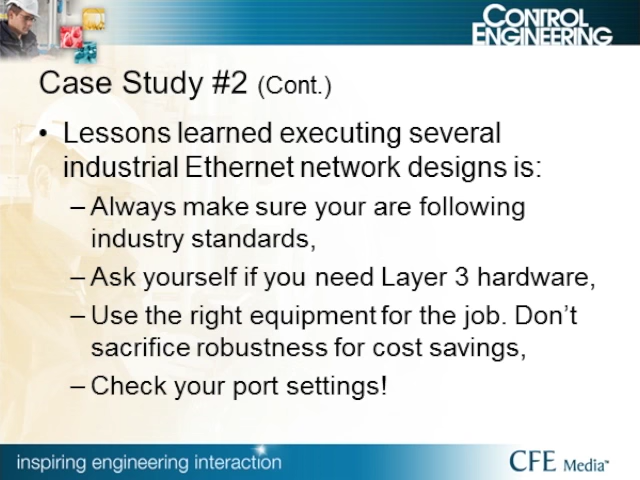 CONTROL
ENGINEERING
Case Study #2 (Cont.)
• Lessons learned executing several
industrial Ethernet network designs is:
– Always make sure your are following
industry standards,
– Ask yourself if you need Layer 3 hardware,
– Use the right equipment for the job. Don't
sacrifice robustness for cost savings,
– Check your port settings!
inspiring engineering interaction
CFE Media™